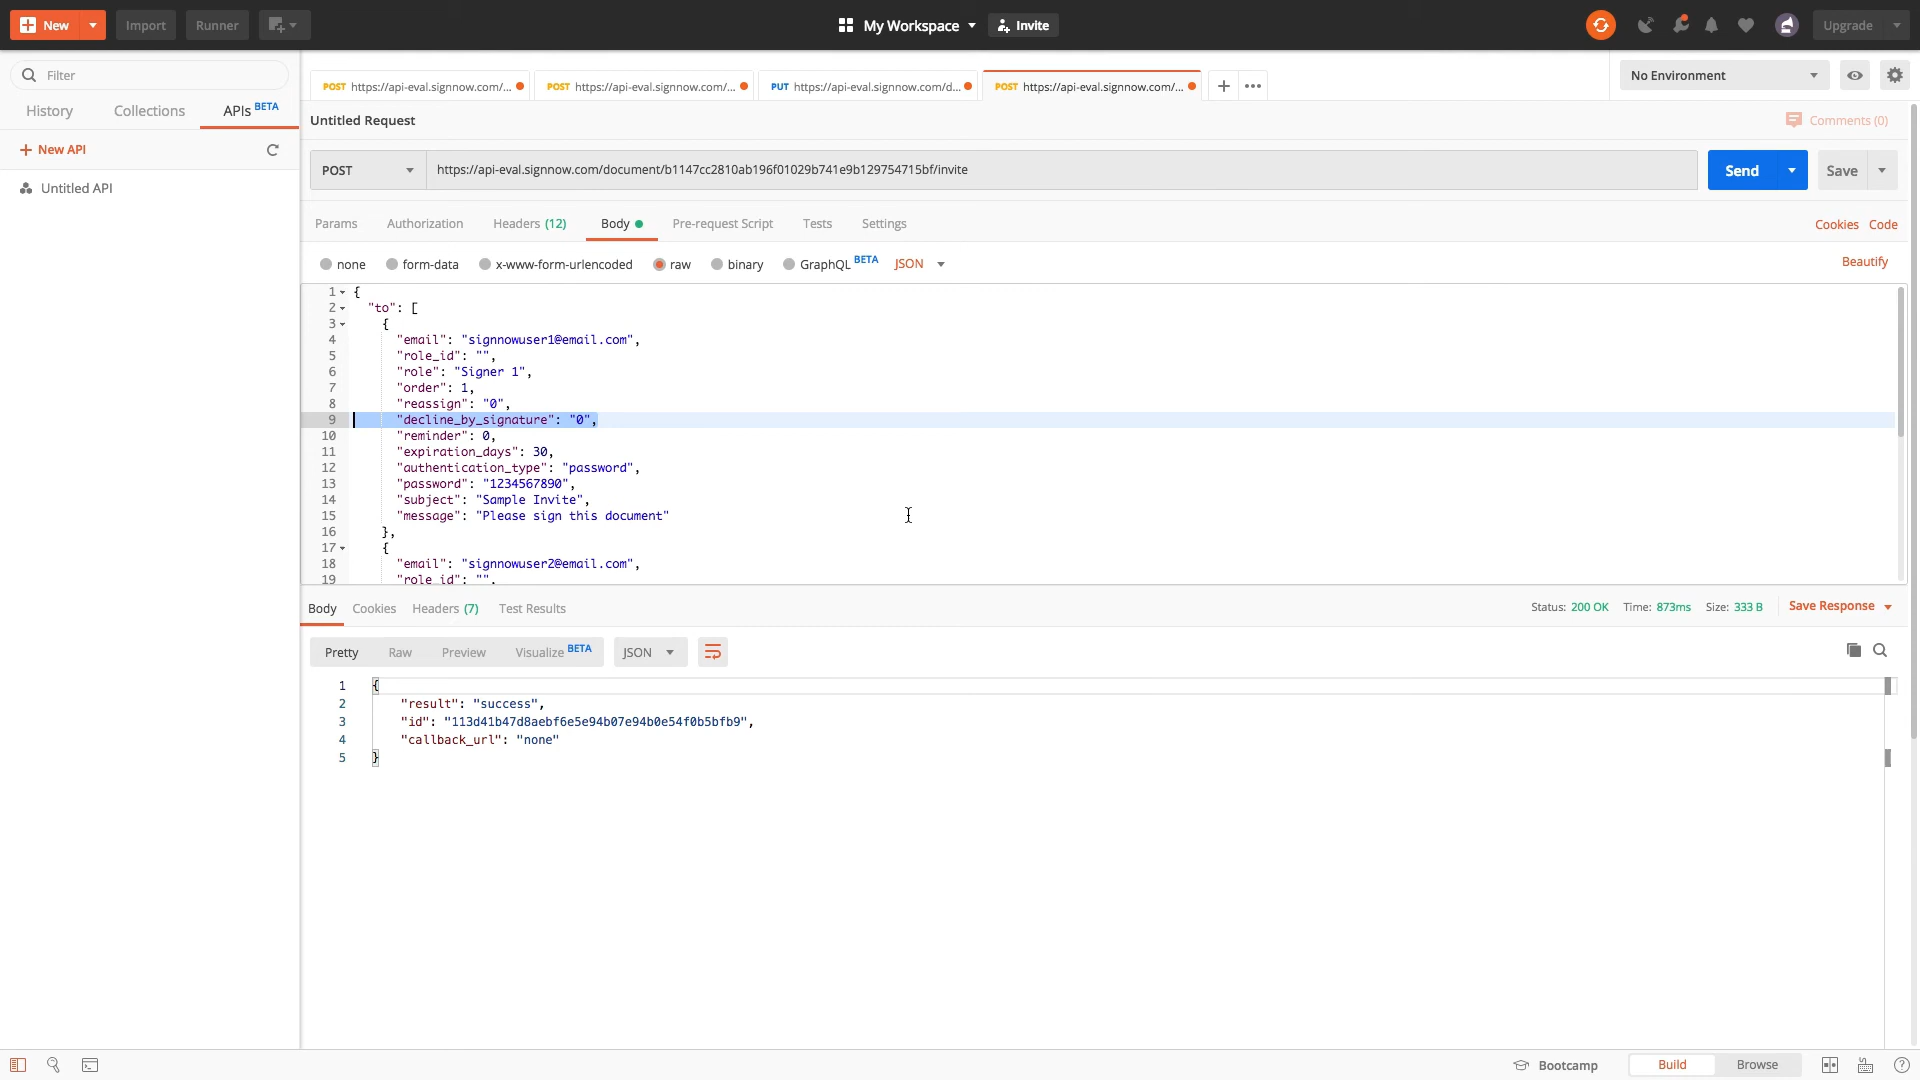 New
Import
Runner
My Workspace
Invite
Upgrade
Filter
History
Collections
APIs BETA
New API
Untitled API
POST https://api-eval.signnow.com/...
POST https://api-eval.signnow.com/...
PUT https://api-eval.signnow.com/d...
POST https://api-eval.signnow.com/...
No Environment
Untitled Request
Comments (0)
POST
https://api-eval.signnow.com/document/b1147cc2810ab196f01029b741e9b129754715bf/invite
Send
Save
Params
Authorization
Headers (12)
Body
Pre-request Script
Tests
Settings
Cookies
Code
none
form-data
x-www-form-urlencoded
raw
binary
GraphQL BETA
JSON
Beautify
1 {
2 "to": [
3 {
4 "email": "signnowuser1@email.com",
5 "role_id": "",
6 "role": "Signer 1",
7 "order": 1,
8 "reassign": "0",
9 "decline_by_signature": "0",
10 "reminder": 0,
11 "expiration_days": 30,
12 "authentication_type": "password",
13 "password": "1234567890",
14 "subject": "Sample Invite",
15 "message": "Please sign this document"
16 },
17 {
18 "email": "signnowuser2@email.com",
19 "role_id": "",
Body
Cookies
Headers (7)
Test Results
Status: 200 OK
Time: 873ms
Size: 333 B
Save Response
Pretty
Raw
Preview
Visualize BETA
JSON
1 {
2 "result": "success",
3 "id": "113d41b47d8aebf6e5e94b07e94b0e54f0b5bfb9",
4 "callback_url": "none"
5 }
Bootcamp
Build
Browse